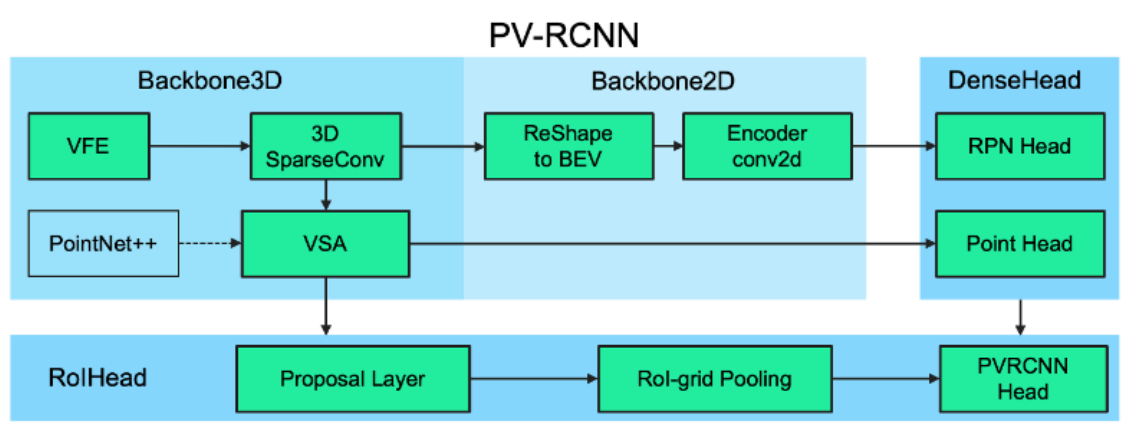 PV-RCNN
Backbone3D
Backbone2D
DenseHead
VFE
3D
SparseConv
ReShape
to BEV
Encoder
conv2d
RPN Head
PointNet++
VSA
Point Head
RoIHead
Proposal Layer
RoI-grid Pooling
PVRCNN
Head